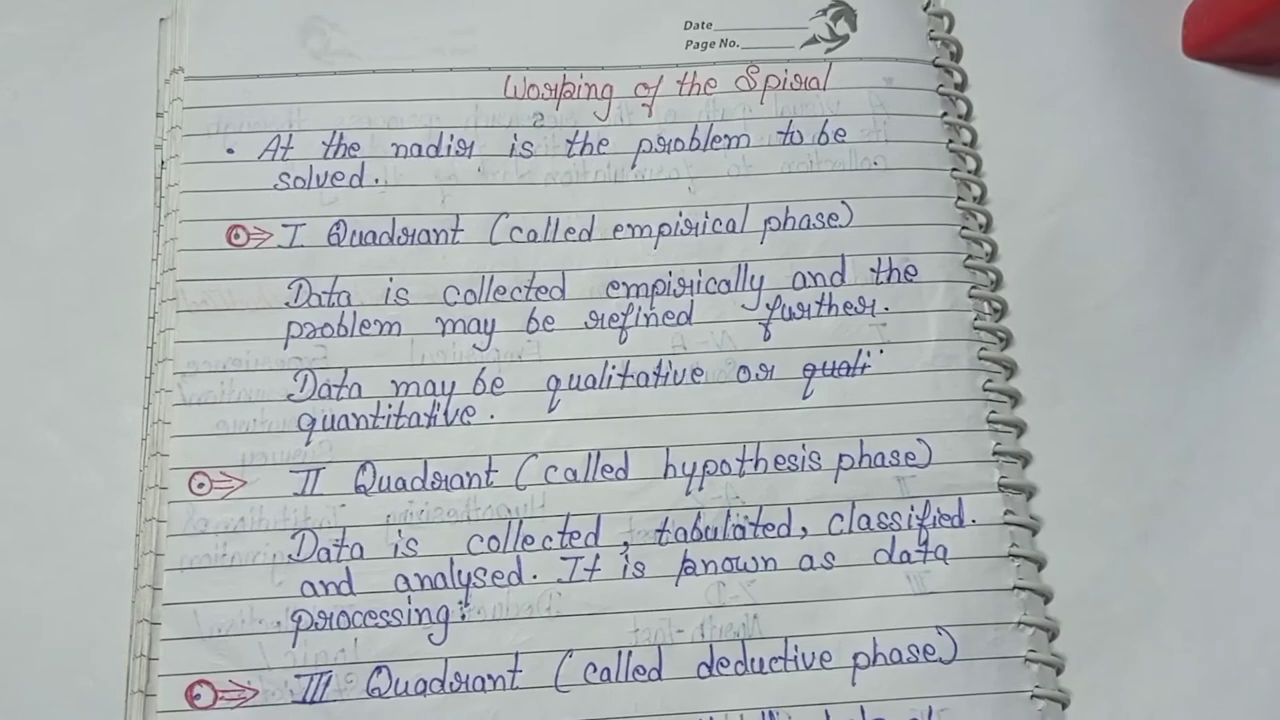 Date
Page No.
Working of the Spiral
• At the nadir is the problem to be
solved.
I Quadrant (called empirical phase)
Data is collected empirically and the
problem may be refined further.
Data may be qualitative or quali
quantitative.
II Quadrant (called hypothesis phase)
Data is collected, tabulated, classified.
and analysed. It is known as data
processing.
III Quadrant (called deductive phase)